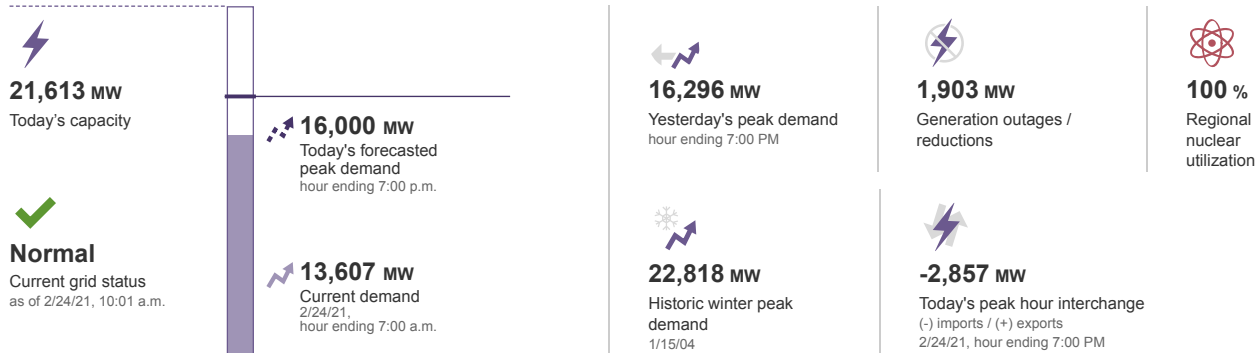 21,613 MW
Today's capacity
Normal
Current grid status
as of 2/24/21, 10:01 a.m.
16,000 MW
Today's forecasted
peak demand
hour ending 7:00 p.m.
13,607 MW
Current demand
2/24/21,
hour ending 7:00 a.m.
16,296 MW
Yesterday's peak demand
hour ending 7:00 PM
1,903 MW
Generation outages /
reductions
100 %
Regional
nuclear
utilization
22,818 MW
Historic winter peak
demand
1/15/04
-2,857 MW
Today's peak hour interchange
(-) imports / (+) exports
2/24/21, hour ending 7:00 PM